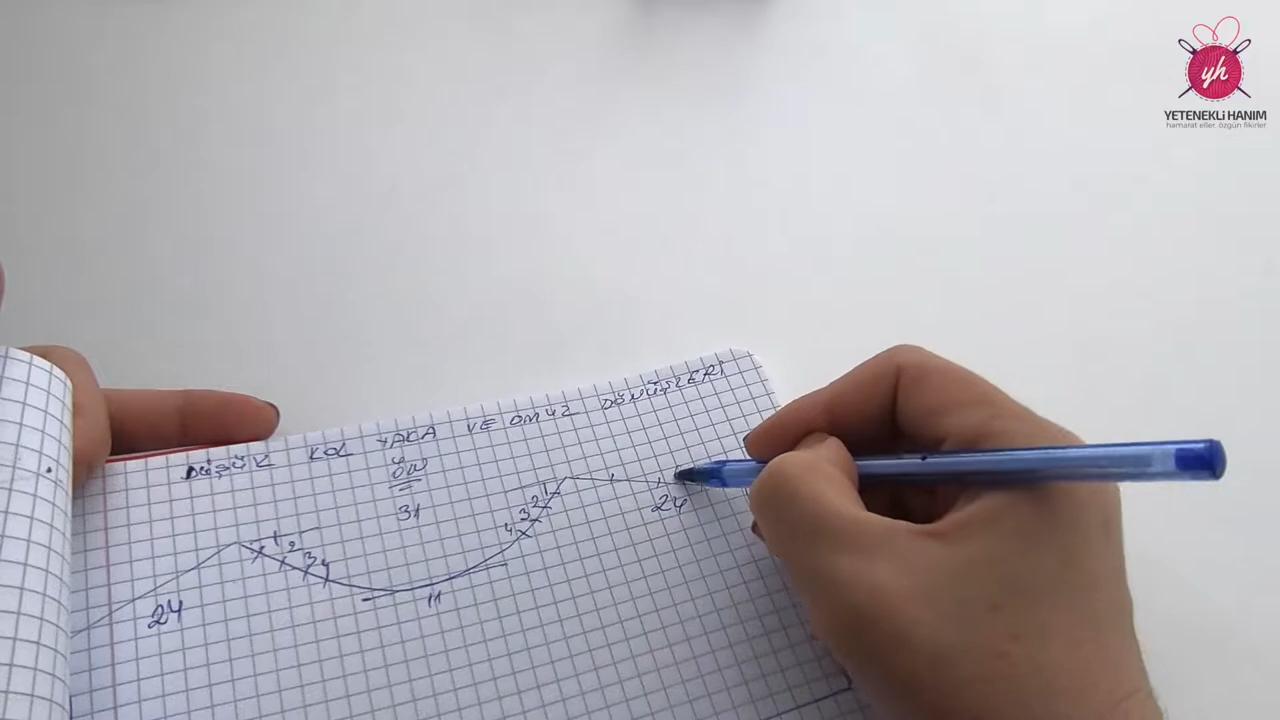 yh
YETENEKLİ HANIM
hamarat eller. özgün fikirler
DÜŞÜK KOL YAKA VE OMUZ DÖNÜŞLERİ
ÖN
31
1 2 3 4
4 3 2 1
24
24
11